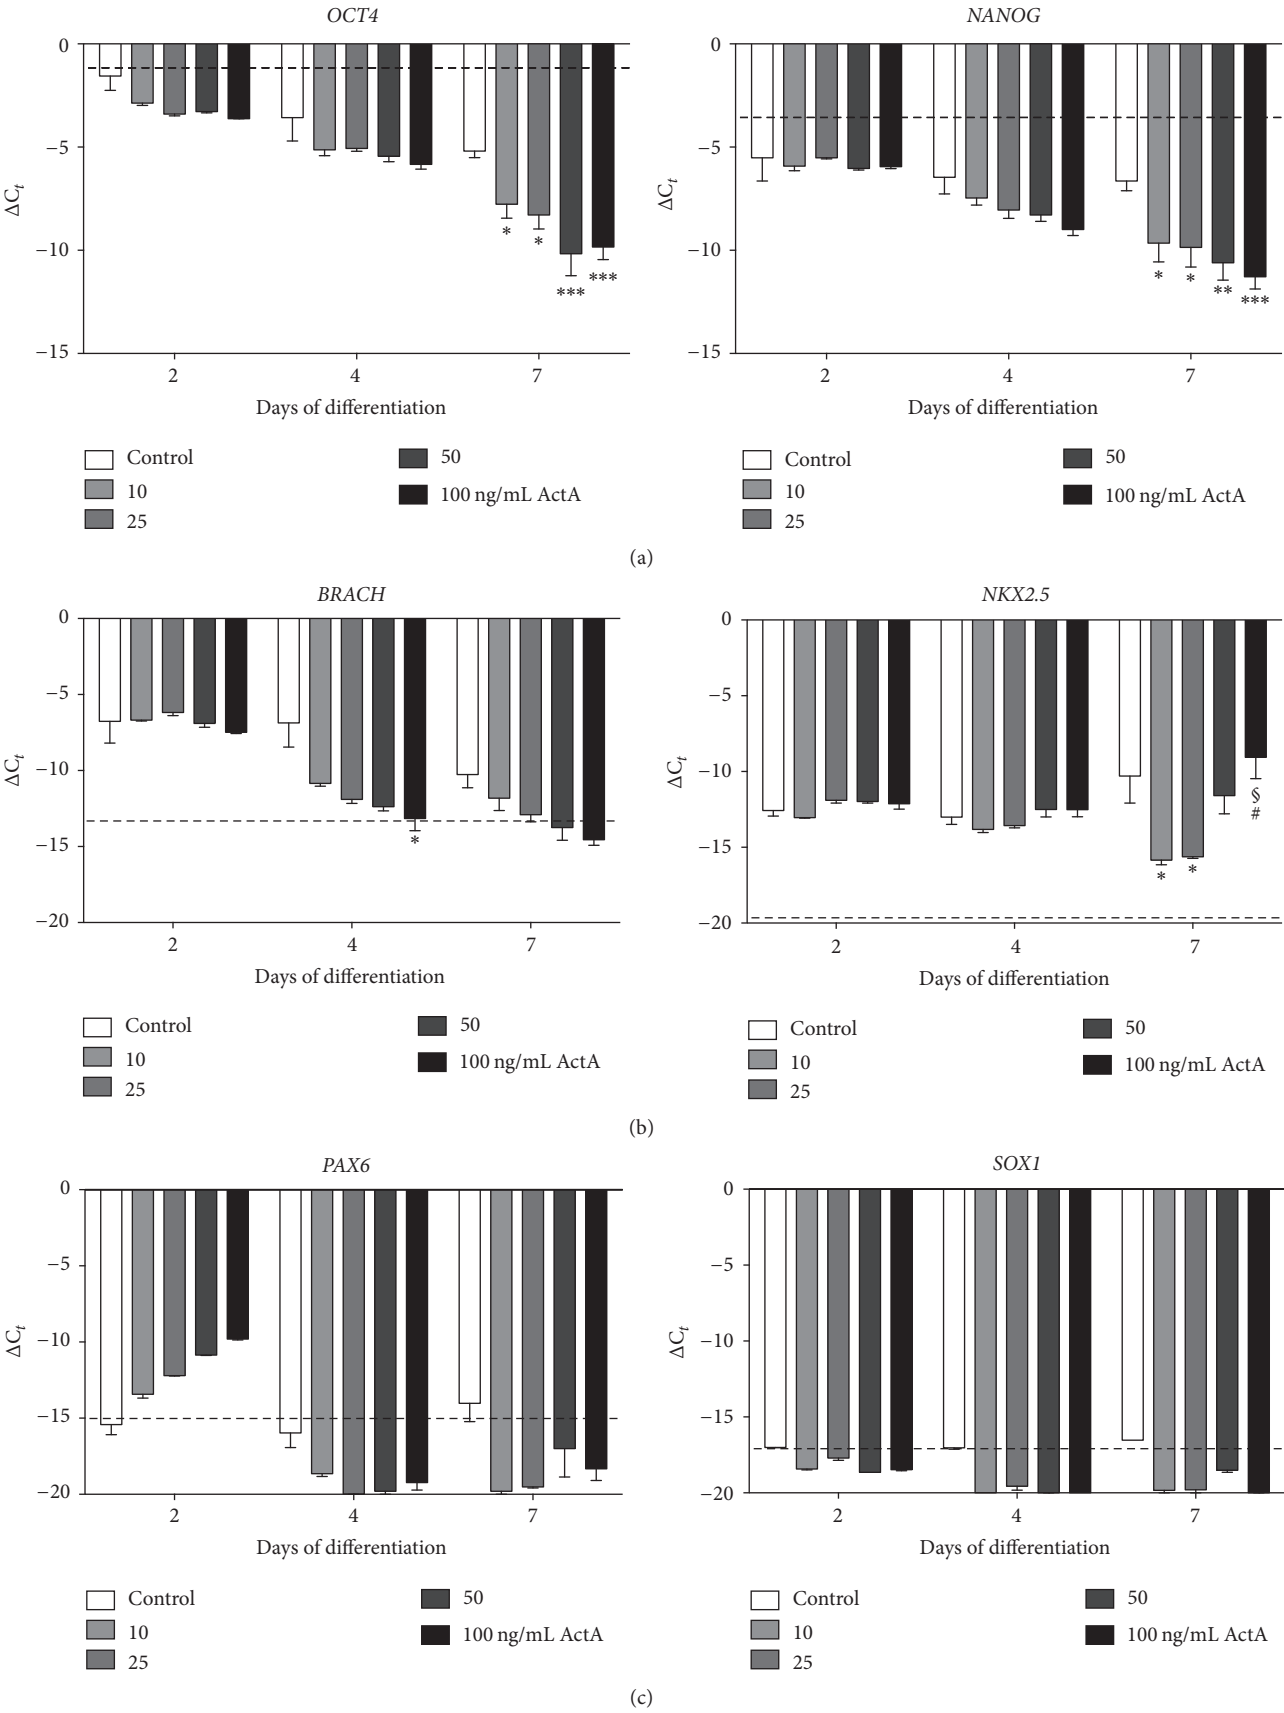 OCT4
NANOG
0
−5
−10
−15
ΔCt
* * *** ***
2 4 7
Days of differentiation
0
−5
−10
−15
ΔCt
* * ** ***
2 4 7
Days of differentiation
Control
10
25
50
100 ng/mL ActA
Control
10
25
50
100 ng/mL ActA
(a)
BRACH
NKX2.5
0
−5
−10
−15
−20
ΔCt
*
2 4 7
Days of differentiation
0
−5
−10
−15
−20
ΔCt
* *
§
#
2 4 7
Days of differentiation
Control
10
25
50
100 ng/mL ActA
Control
10
25
50
100 ng/mL ActA
(b)
PAX6
SOX1
0
−5
−10
−15
−20
ΔCt
2 4 7
Days of differentiation
0
−5
−10
−15
−20
ΔCt
2 4 7
Days of differentiation
Control
10
25
50
100 ng/mL ActA
Control
10
25
50
100 ng/mL ActA
(c)